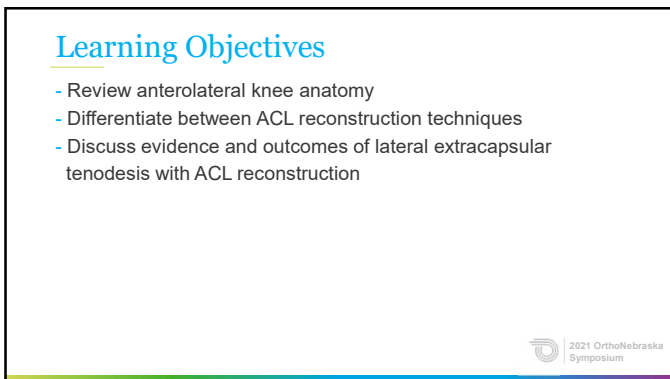 Learning Objectives
- Review anterolateral knee anatomy
- Differentiate between ACL reconstruction techniques
- Discuss evidence and outcomes of lateral extracapsular
tenodesis with ACL reconstruction
2021 OrthoNebraska
Symposium